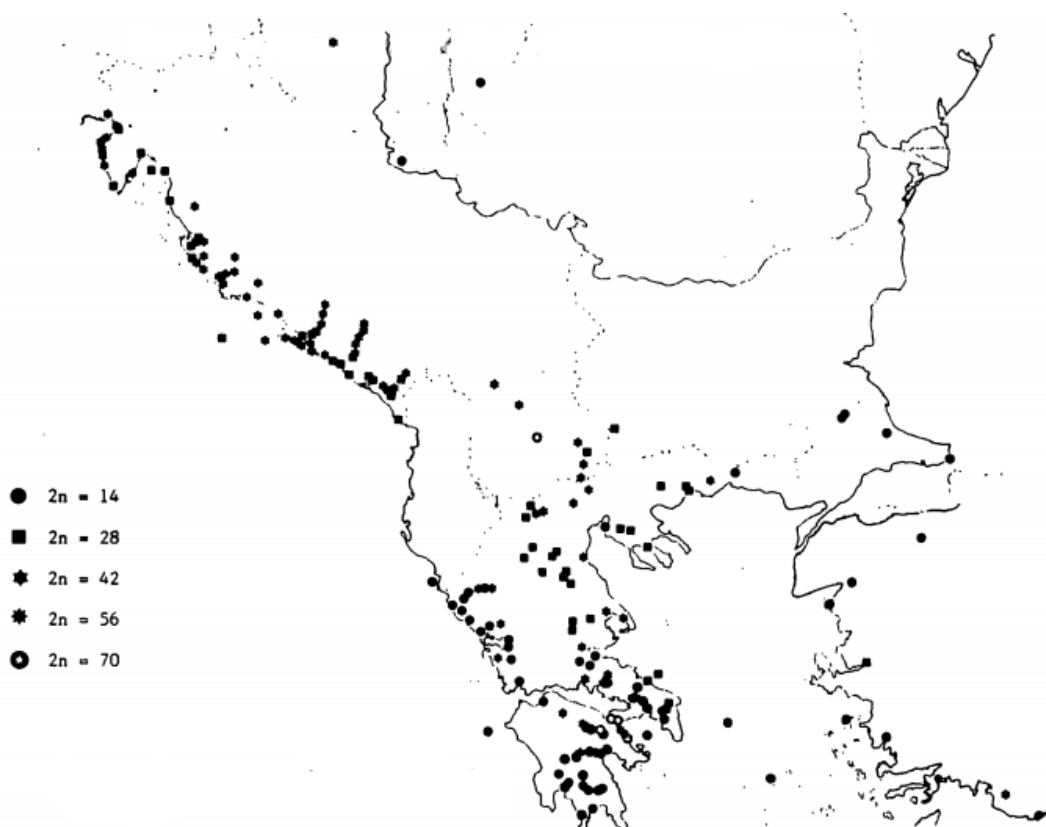 2n = 14
2n = 28
2n = 42
2n = 56
2n = 70